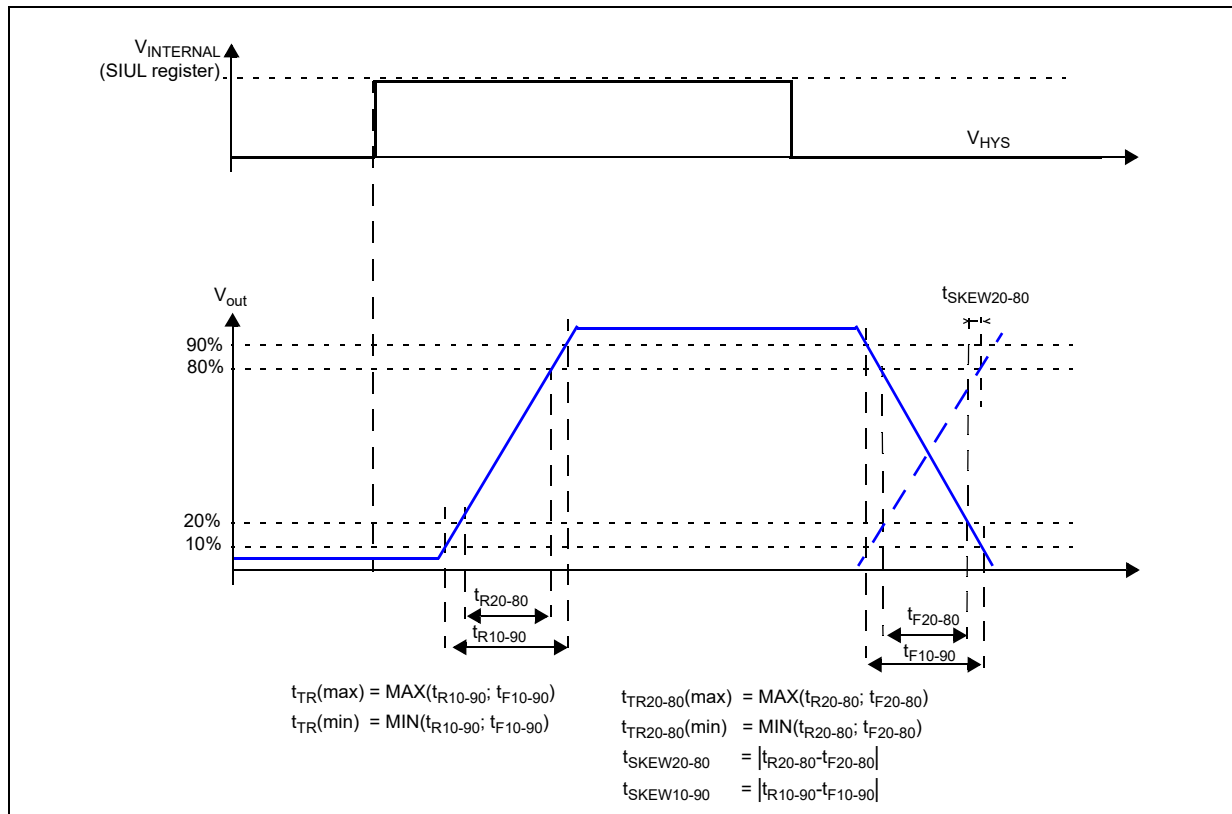 VINTERNAL
(SIUL register)
VHYS
Vout
tSKEW20-80
90%
80%
20%
10%
tR20-80
tR10-90
tF20-80
tF10-90
tTR(max) = MAX(tR10-90; tF10-90)
tTR(min) = MIN(tR10-90; tF10-90)
tTR20-80(max) = MAX(tR20-80; tF20-80)
tTR20-80(min) = MIN(tR20-80; tF20-80)
tSKEW20-80 = |tR20-80-tF20-80|
tSKEW10-90 = |tR10-90-tF10-90|